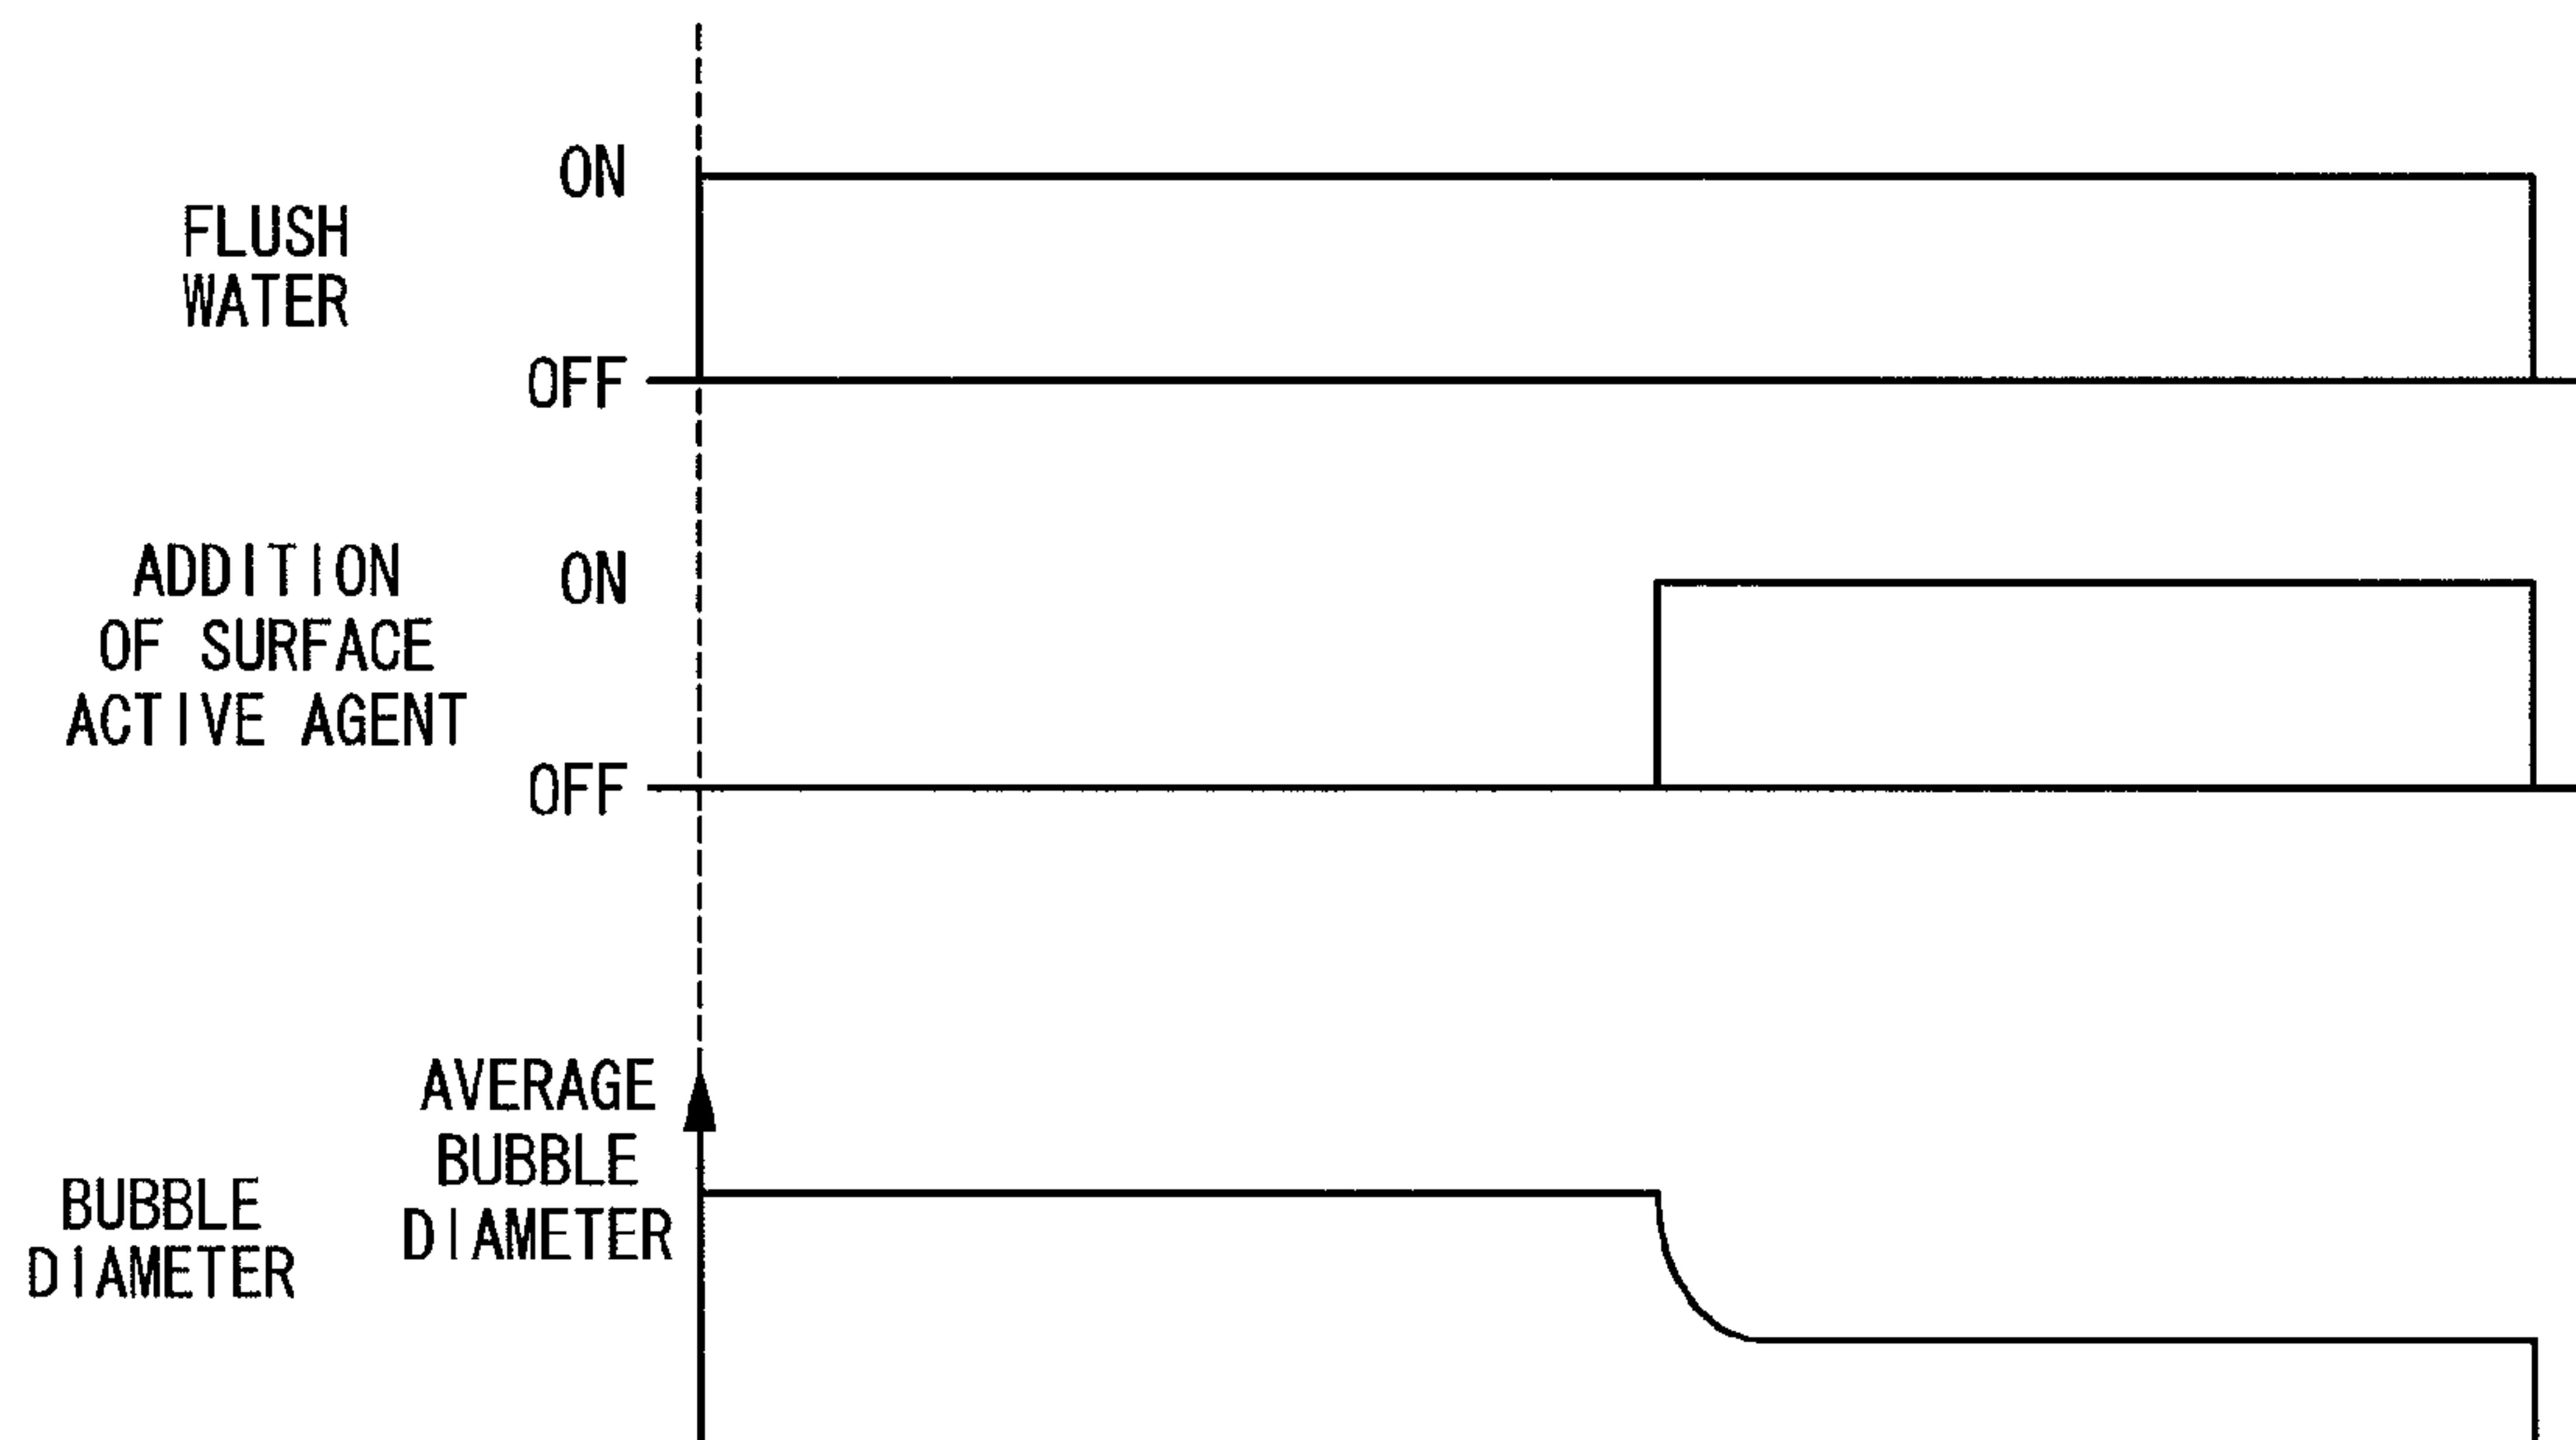 FLUSH
WATER
ON
OFF
ADDITION
OF SURFACE
ACTIVE AGENT
ON
OFF
BUBBLE
DIAMETER
AVERAGE
BUBBLE
DIAMETER